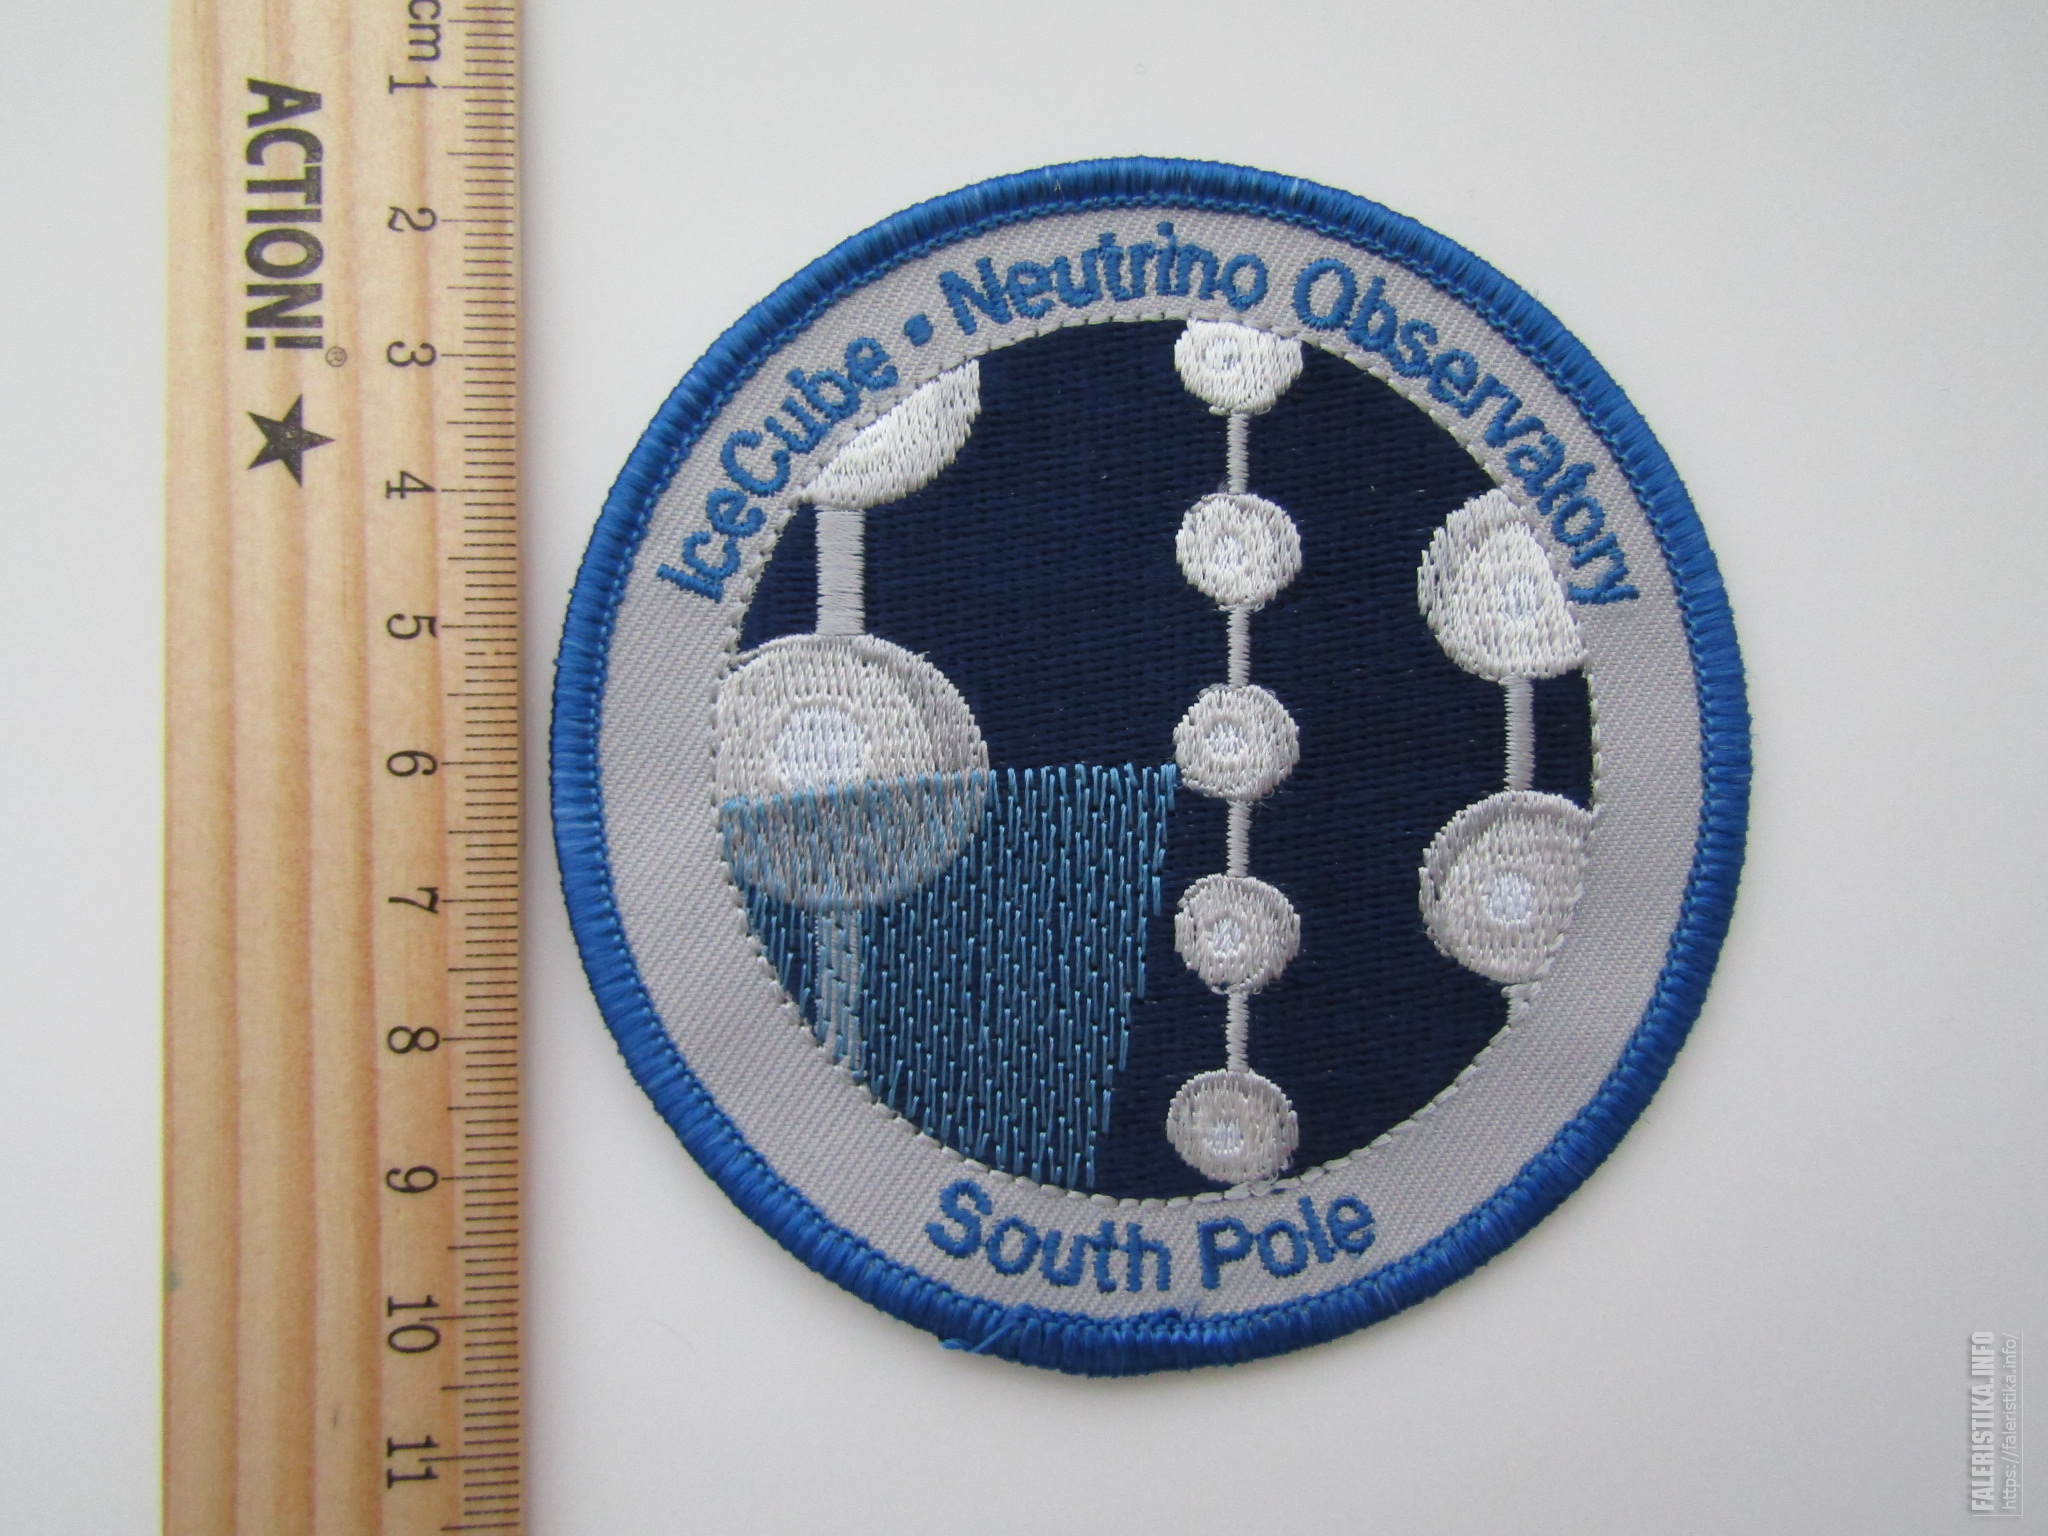 cm 1 2 3 4 5 6 7 8 9 10 11
ACTION!®
IceCube • Neutrino Observatory
South Pole
FALERISTIKA.INFO
https://faleristika.info/